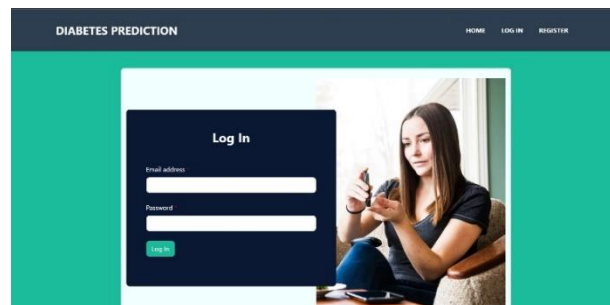 DIABETES PREDICTION
HOME LOG IN REGISTER
Log In
Email address
Password
Log In